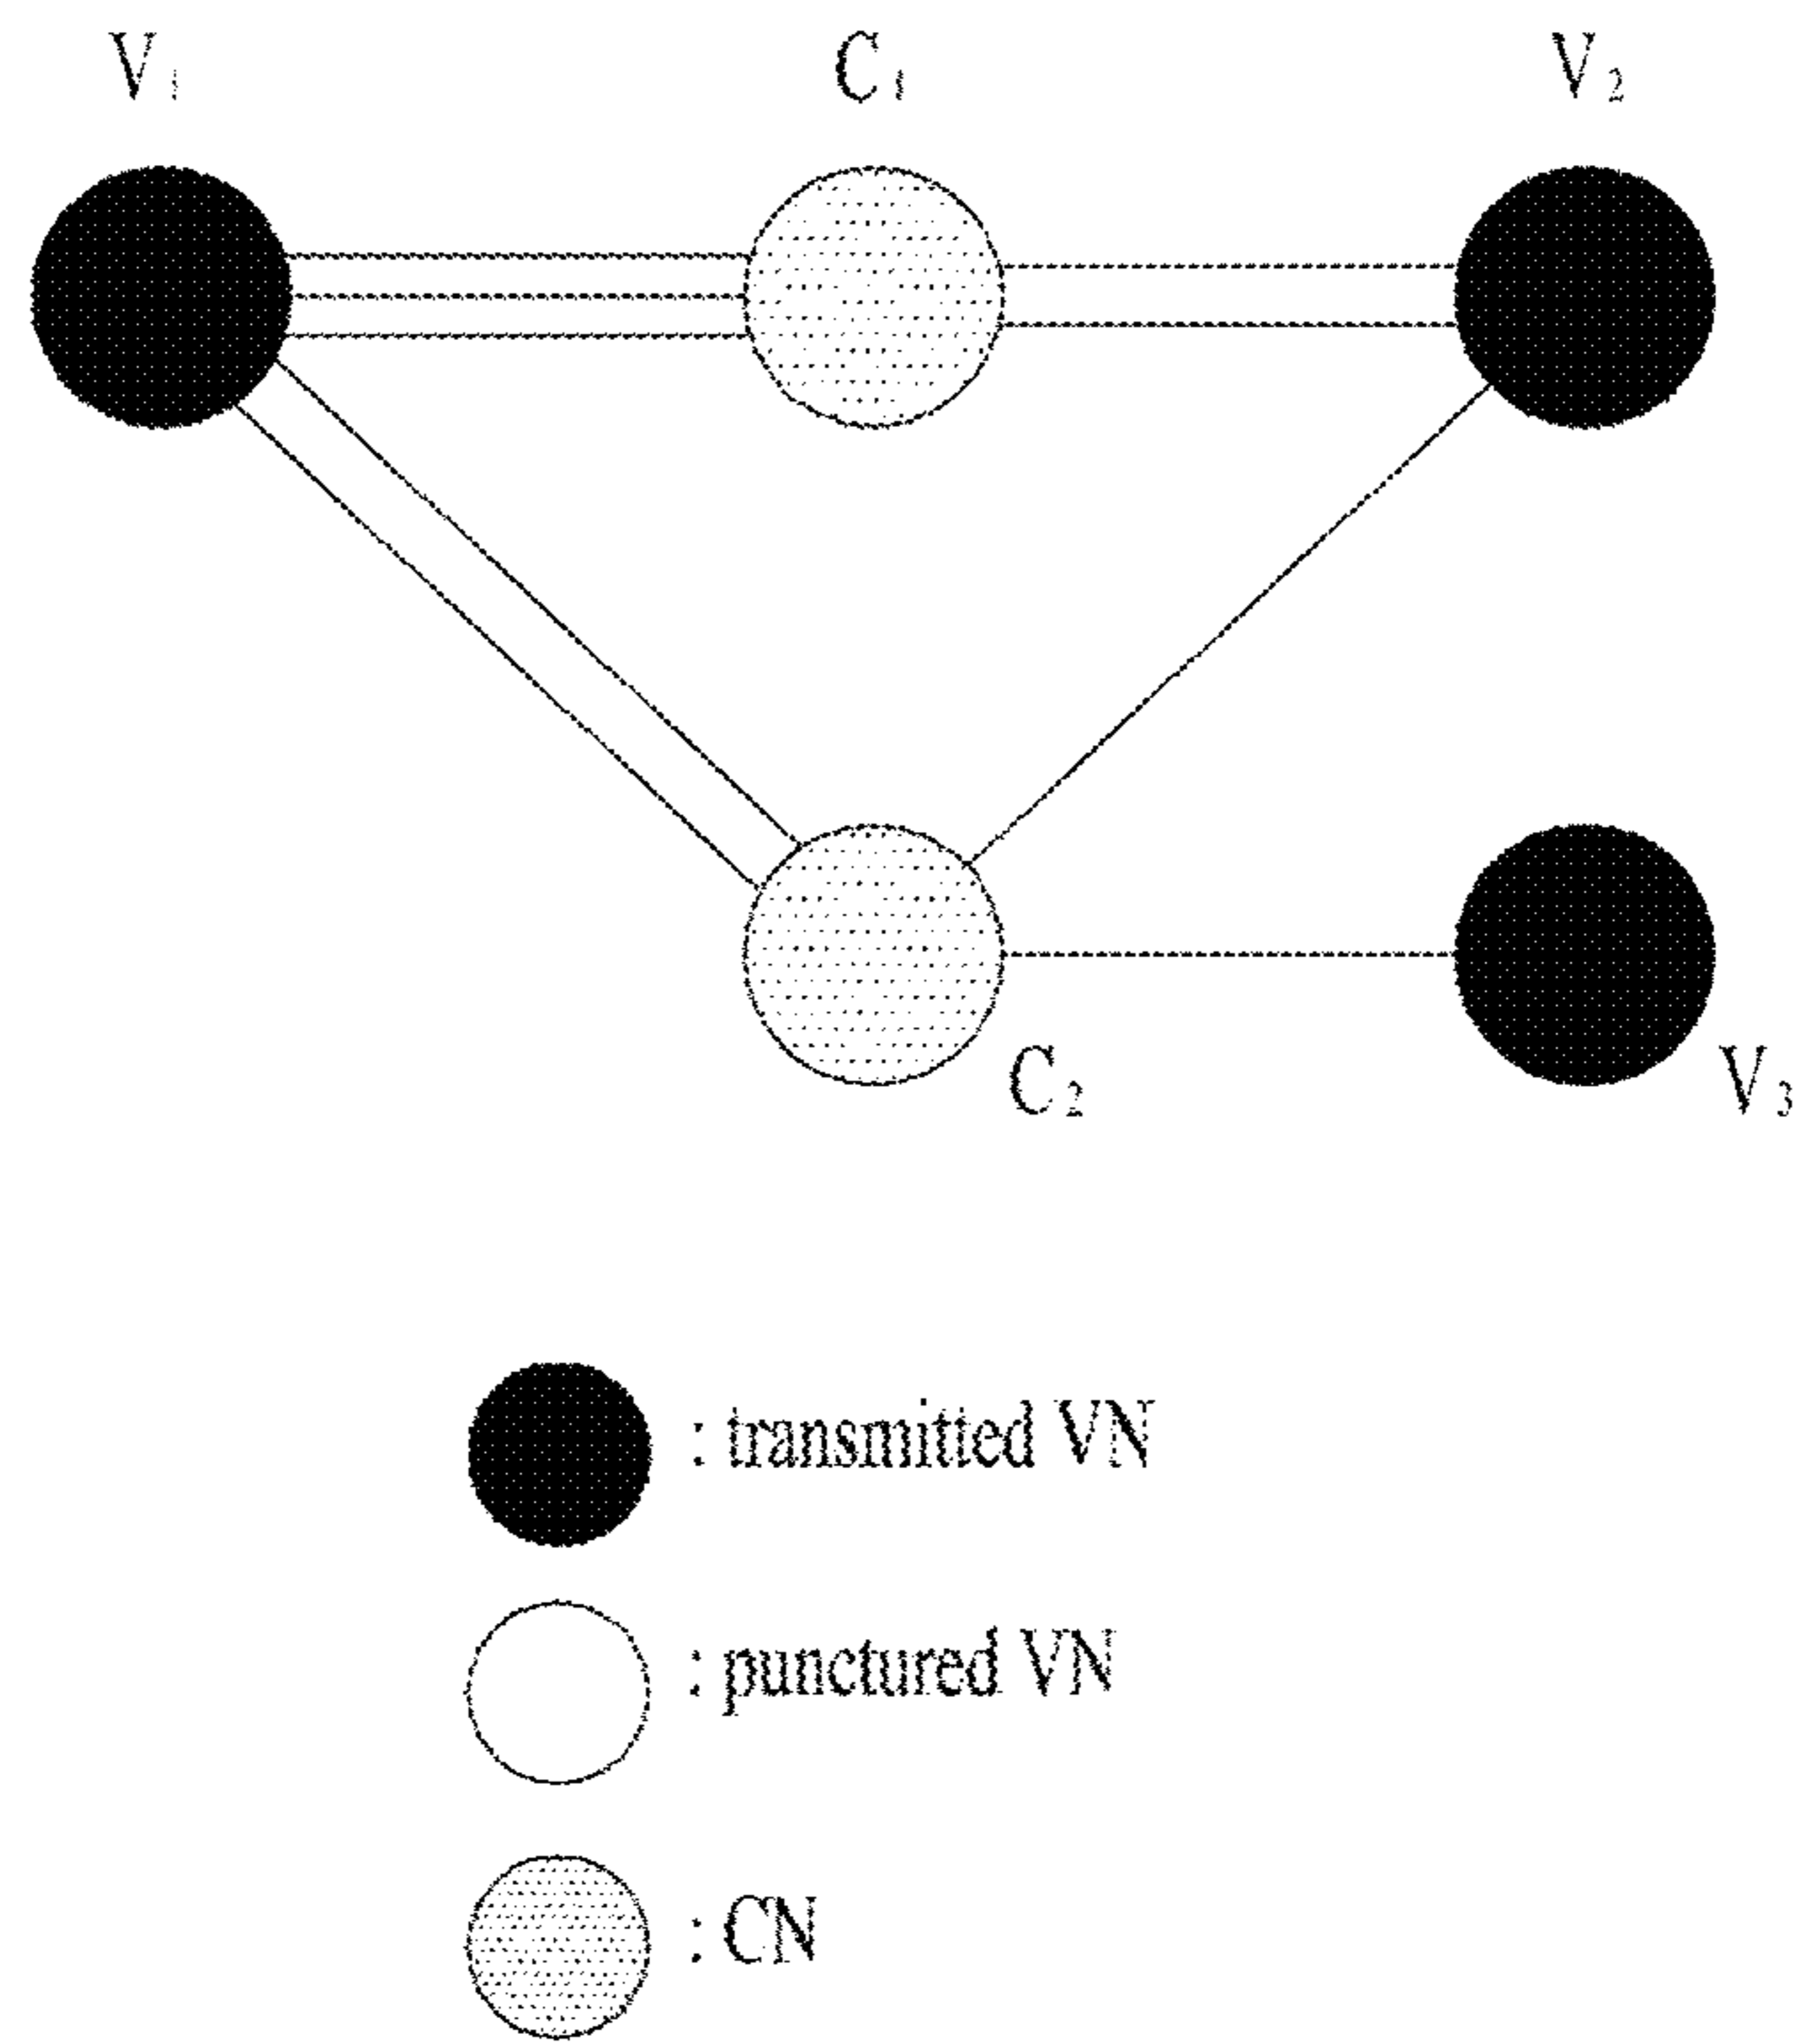 V₁ C₁ V₂
C₂ V₃
: transmitted VN
: punctured VN
: CN